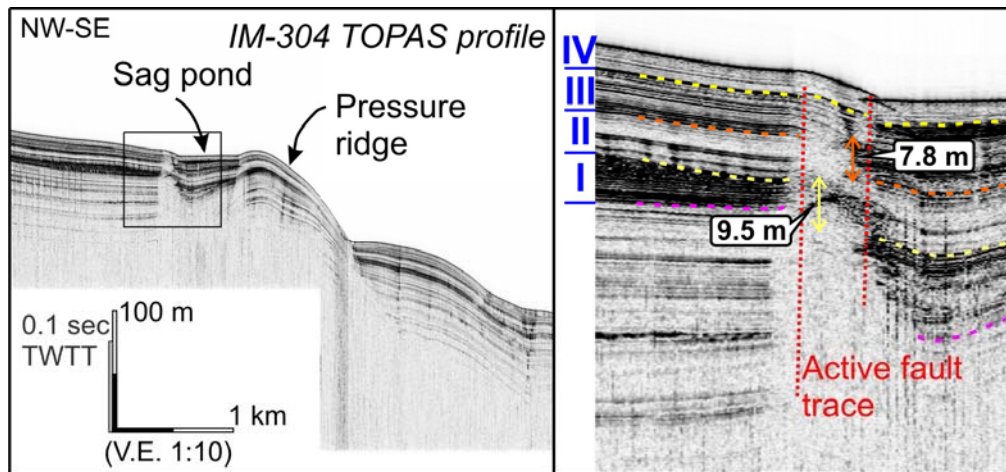 NW-SE
IM-304 TOPAS profile
Sag pond
Pressure
ridge
0.1 sec
TWTT
100 m
1 km
(V.E. 1:10)
IV
III
II
I
7.8 m
9.5 m
Active fault
trace